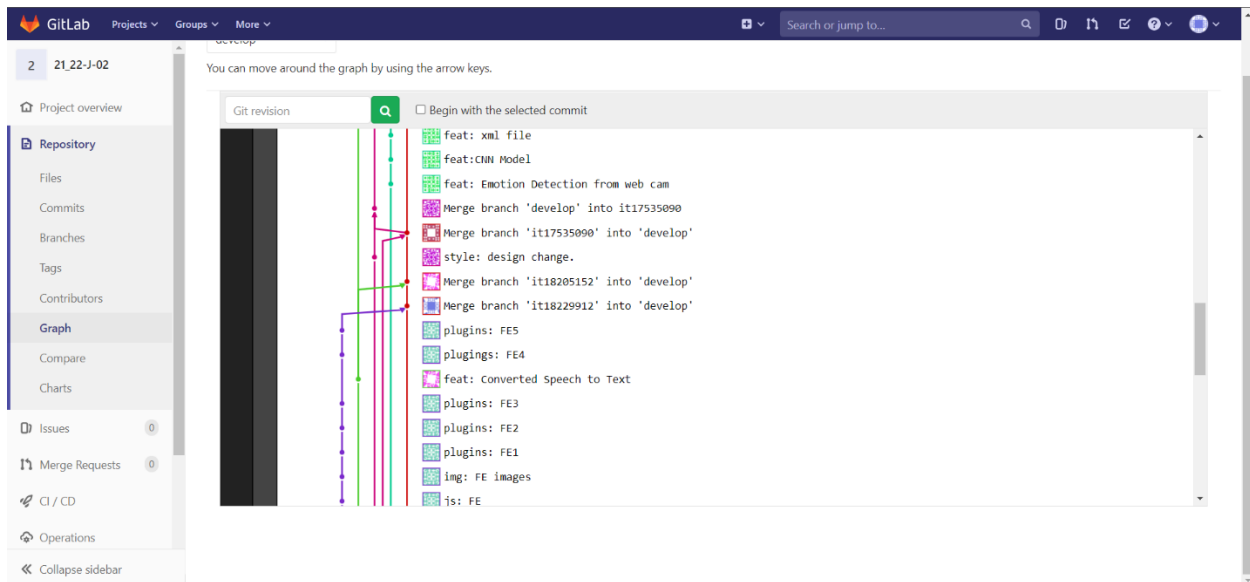 GitLab Projects Groups More Search or jump to...
2 21_22-J-02
Project overview
Repository
Files
Commits
Branches
Tags
Contributors
Graph
Compare
Charts
Issues 0
Merge Requests 0
CI / CD
Operations
Collapse sidebar
develop
You can move around the graph by using the arrow keys.
Git revision Begin with the selected commit
feat: xml file
feat:CNN Model
feat: Emotion Detection from web cam
Merge branch 'develop' into it17535090
Merge branch 'it17535090' into 'develop'
style: design change.
Merge branch 'it18205152' into 'develop'
Merge branch 'it18229912' into 'develop'
plugins: FE5
plugings: FE4
feat: Converted Speech to Text
plugins: FE3
plugins: FE2
plugins: FE1
img: FE images
js: FE